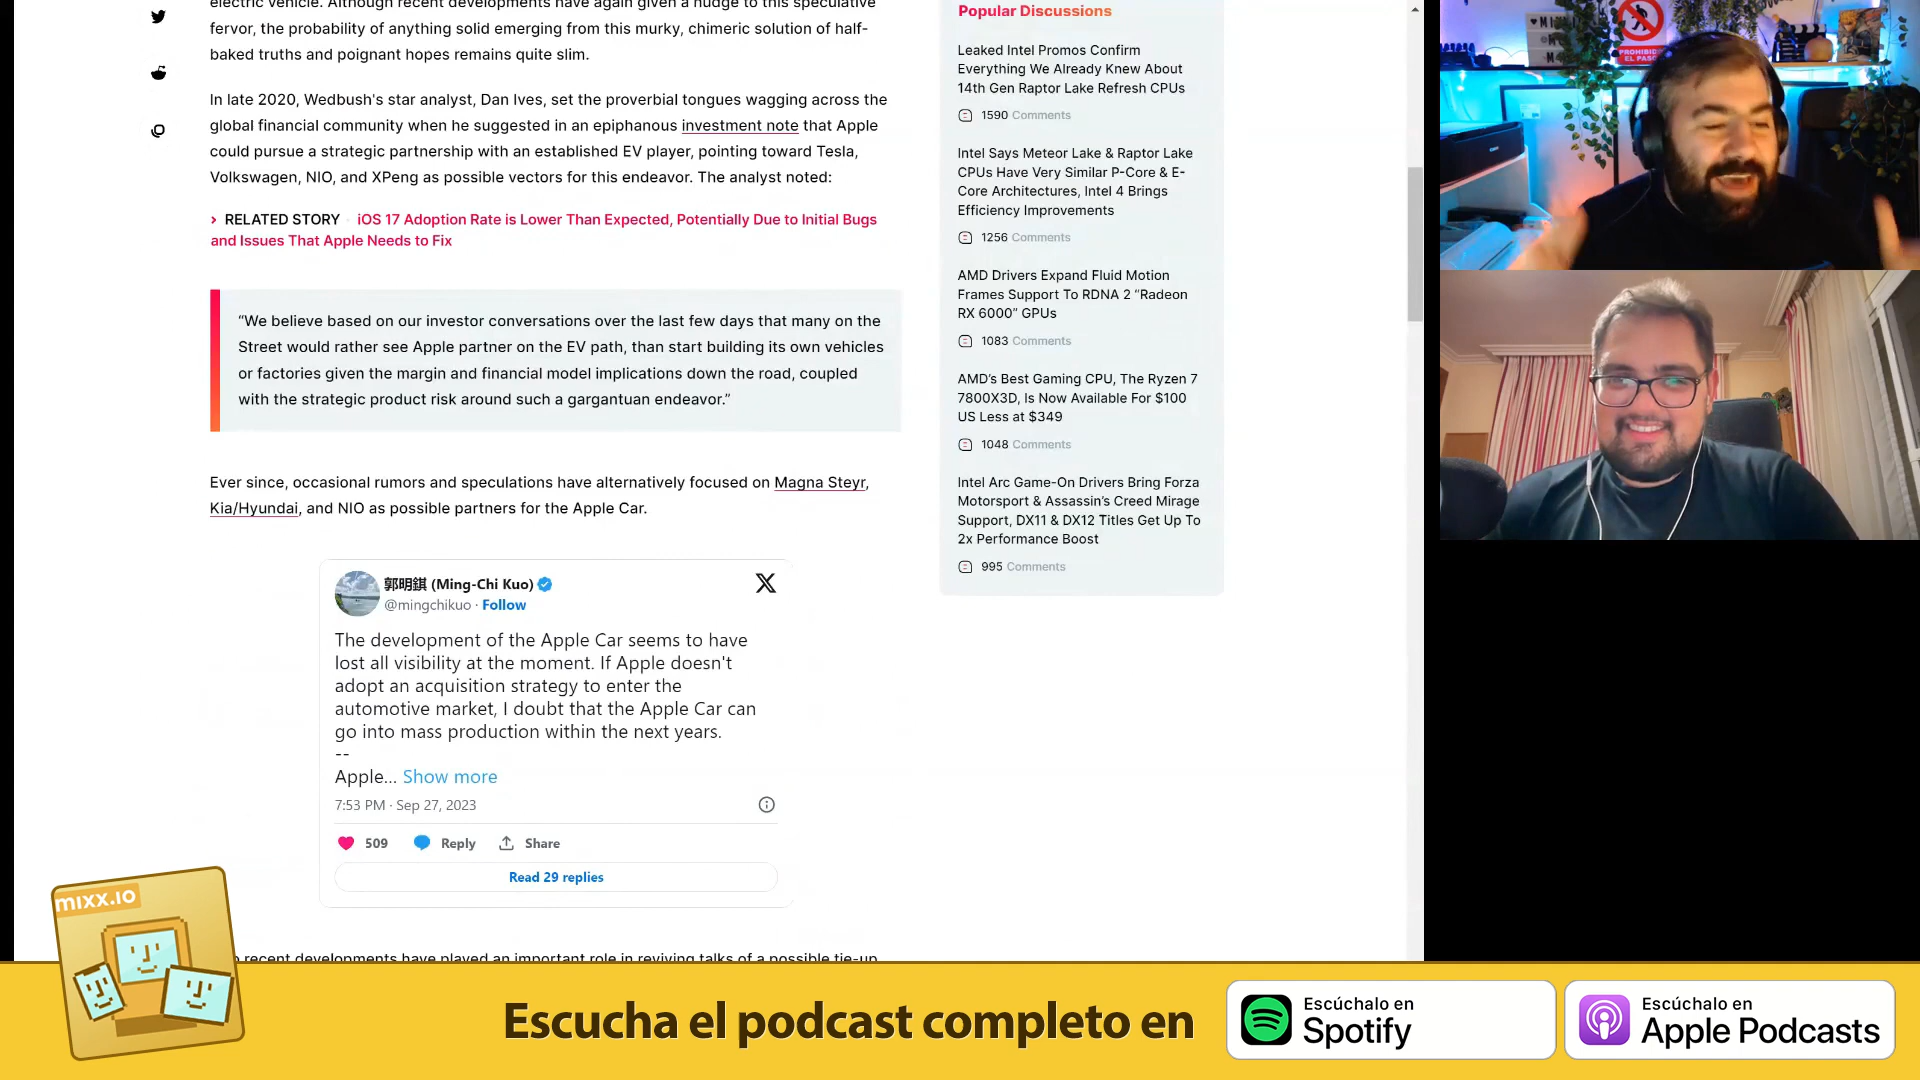 electric vehicle. Although recent developments have again given a nudge to this speculative
fervor, the probability of anything solid emerging from this murky, chimeric solution of half-
baked truths and poignant hopes remains quite slim.
In late 2020, Wedbush's star analyst, Dan Ives, set the proverbial tongues wagging across the
global financial community when he suggested in an epiphanous investment note that Apple
could pursue a strategic partnership with an established EV player, pointing toward Tesla,
Volkswagen, NIO, and XPeng as possible vectors for this endeavor. The analyst noted:
› RELATED STORY · iOS 17 Adoption Rate is Lower Than Expected, Potentially Due to Initial Bugs
and Issues That Apple Needs to Fix
“We believe based on our investor conversations over the last few days that many on the
Street would rather see Apple partner on the EV path, than start building its own vehicles
or factories given the margin and financial model implications down the road, coupled
with the strategic product risk around such a gargantuan endeavor.”
Ever since, occasional rumors and speculations have alternatively focused on Magna Steyr,
Kia/Hyundai, and NIO as possible partners for the Apple Car.
郭明錤 (Ming-Chi Kuo)
@mingchikuo · Follow
The development of the Apple Car seems to have
lost all visibility at the moment. If Apple doesn't
adopt an acquisition strategy to enter the
automotive market, I doubt that the Apple Car can
go into mass production within the next years.
--
Apple... Show more
7:53 PM · Sep 27, 2023
509 Reply Share
Read 29 replies
recent developments have played an important role in reviving talks of a possible tie-up
Popular Discussions
Leaked Intel Promos Confirm
Everything We Already Knew About
14th Gen Raptor Lake Refresh CPUs
1590 Comments
Intel Says Meteor Lake & Raptor Lake
CPUs Have Very Similar P-Core & E-
Core Architectures, Intel 4 Brings
Efficiency Improvements
1256 Comments
AMD Drivers Expand Fluid Motion
Frames Support To RDNA 2 “Radeon
RX 6000” GPUs
1083 Comments
AMD’s Best Gaming CPU, The Ryzen 7
7800X3D, Is Now Available For $100
US Less at $349
1048 Comments
Intel Arc Game-On Drivers Bring Forza
Motorsport & Assassin’s Creed Mirage
Support, DX11 & DX12 Titles Get Up To
2x Performance Boost
995 Comments
PROHIBIDO
EL PASO
mixx.io
Escucha el podcast completo en
Escúchalo en
Spotify
Escúchalo en
Apple Podcasts